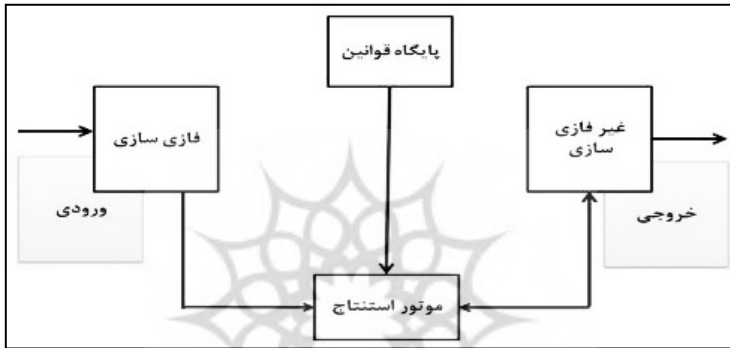 پایگاه قوانین
فازی سازی
غیر فازی
سازی
ورودی
خروجی
موتور استنتاج